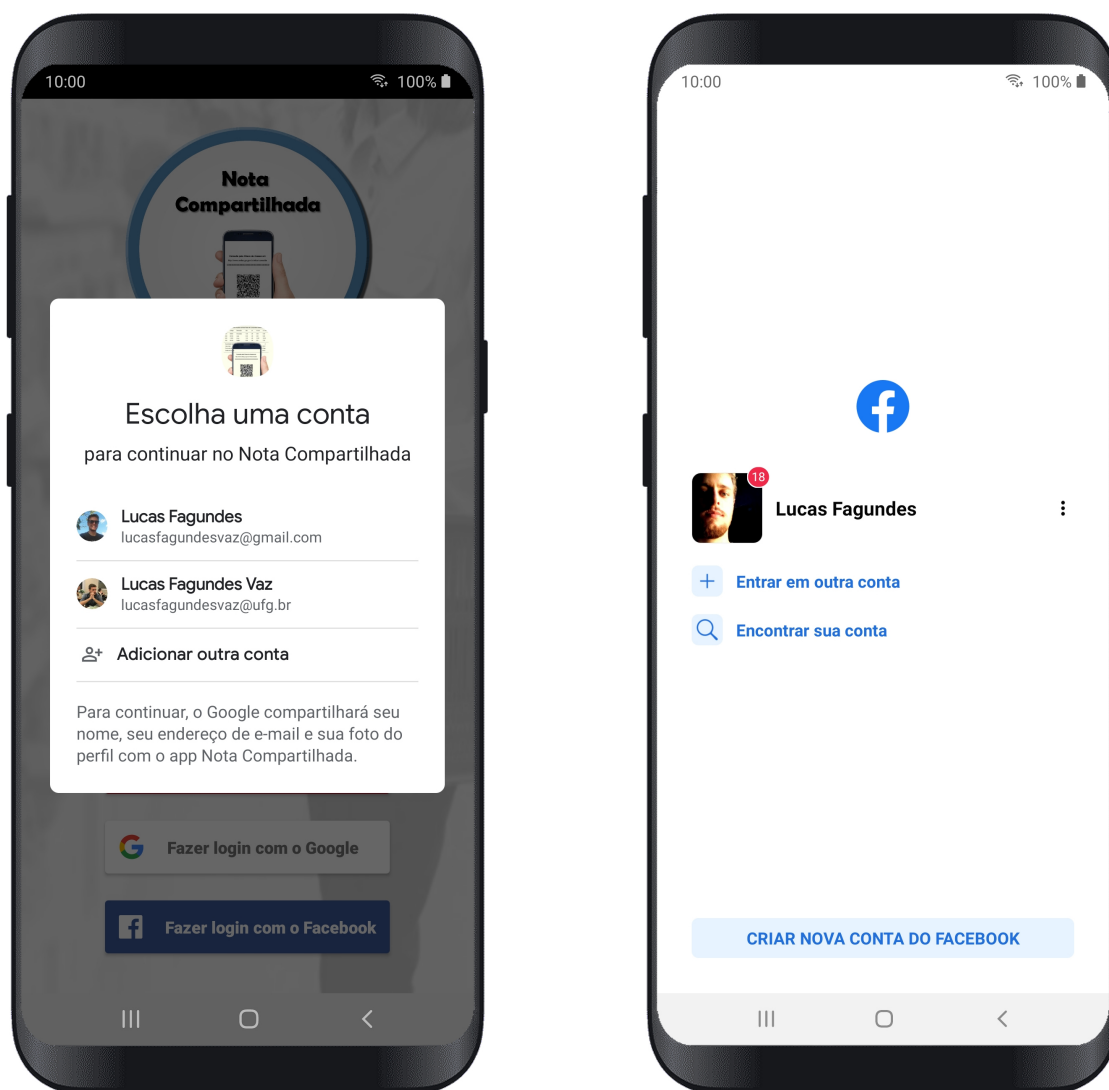 10:00
100%
Nota
Compartilhada
Escolha uma conta
para continuar no Nota Compartilhada
Lucas Fagundes
lucasfagundesvaz@gmail.com
Lucas Fagundes Vaz
lucasfagundesvaz@ufg.br
Adicionar outra conta
Para continuar, o Google compartilhará seu
nome, seu endereço de e-mail e sua foto do
perfil com o app Nota Compartilhada.
Fazer login com o Google
Fazer login com o Facebook
10:00
100%
18
Lucas Fagundes
Entrar em outra conta
Encontrar sua conta
CRIAR NOVA CONTA DO FACEBOOK